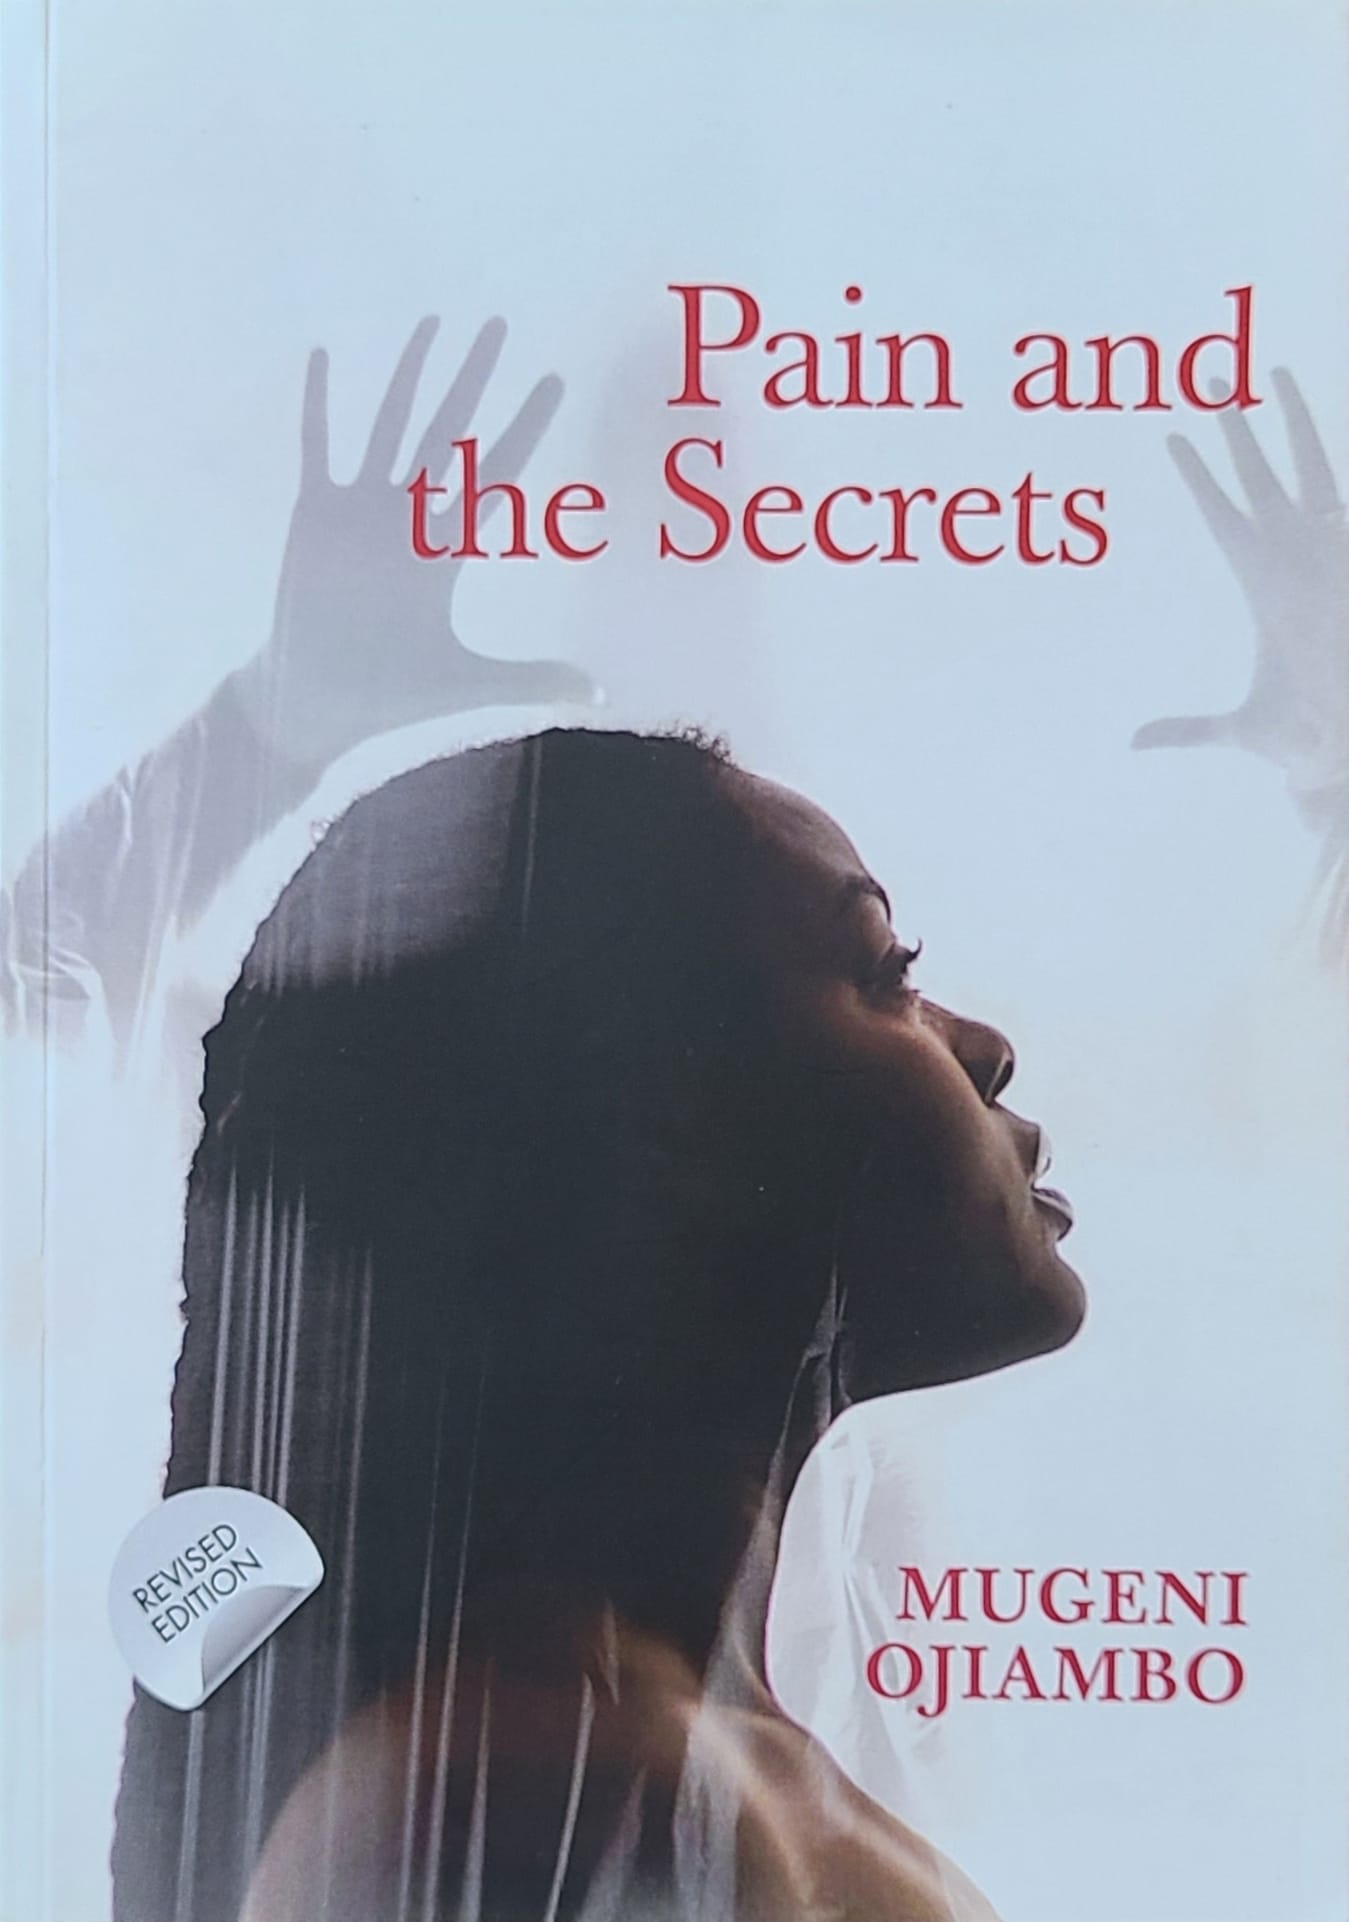 Pain and
the Secrets
REVISED
EDITION
MUGENI
OJIAMBO